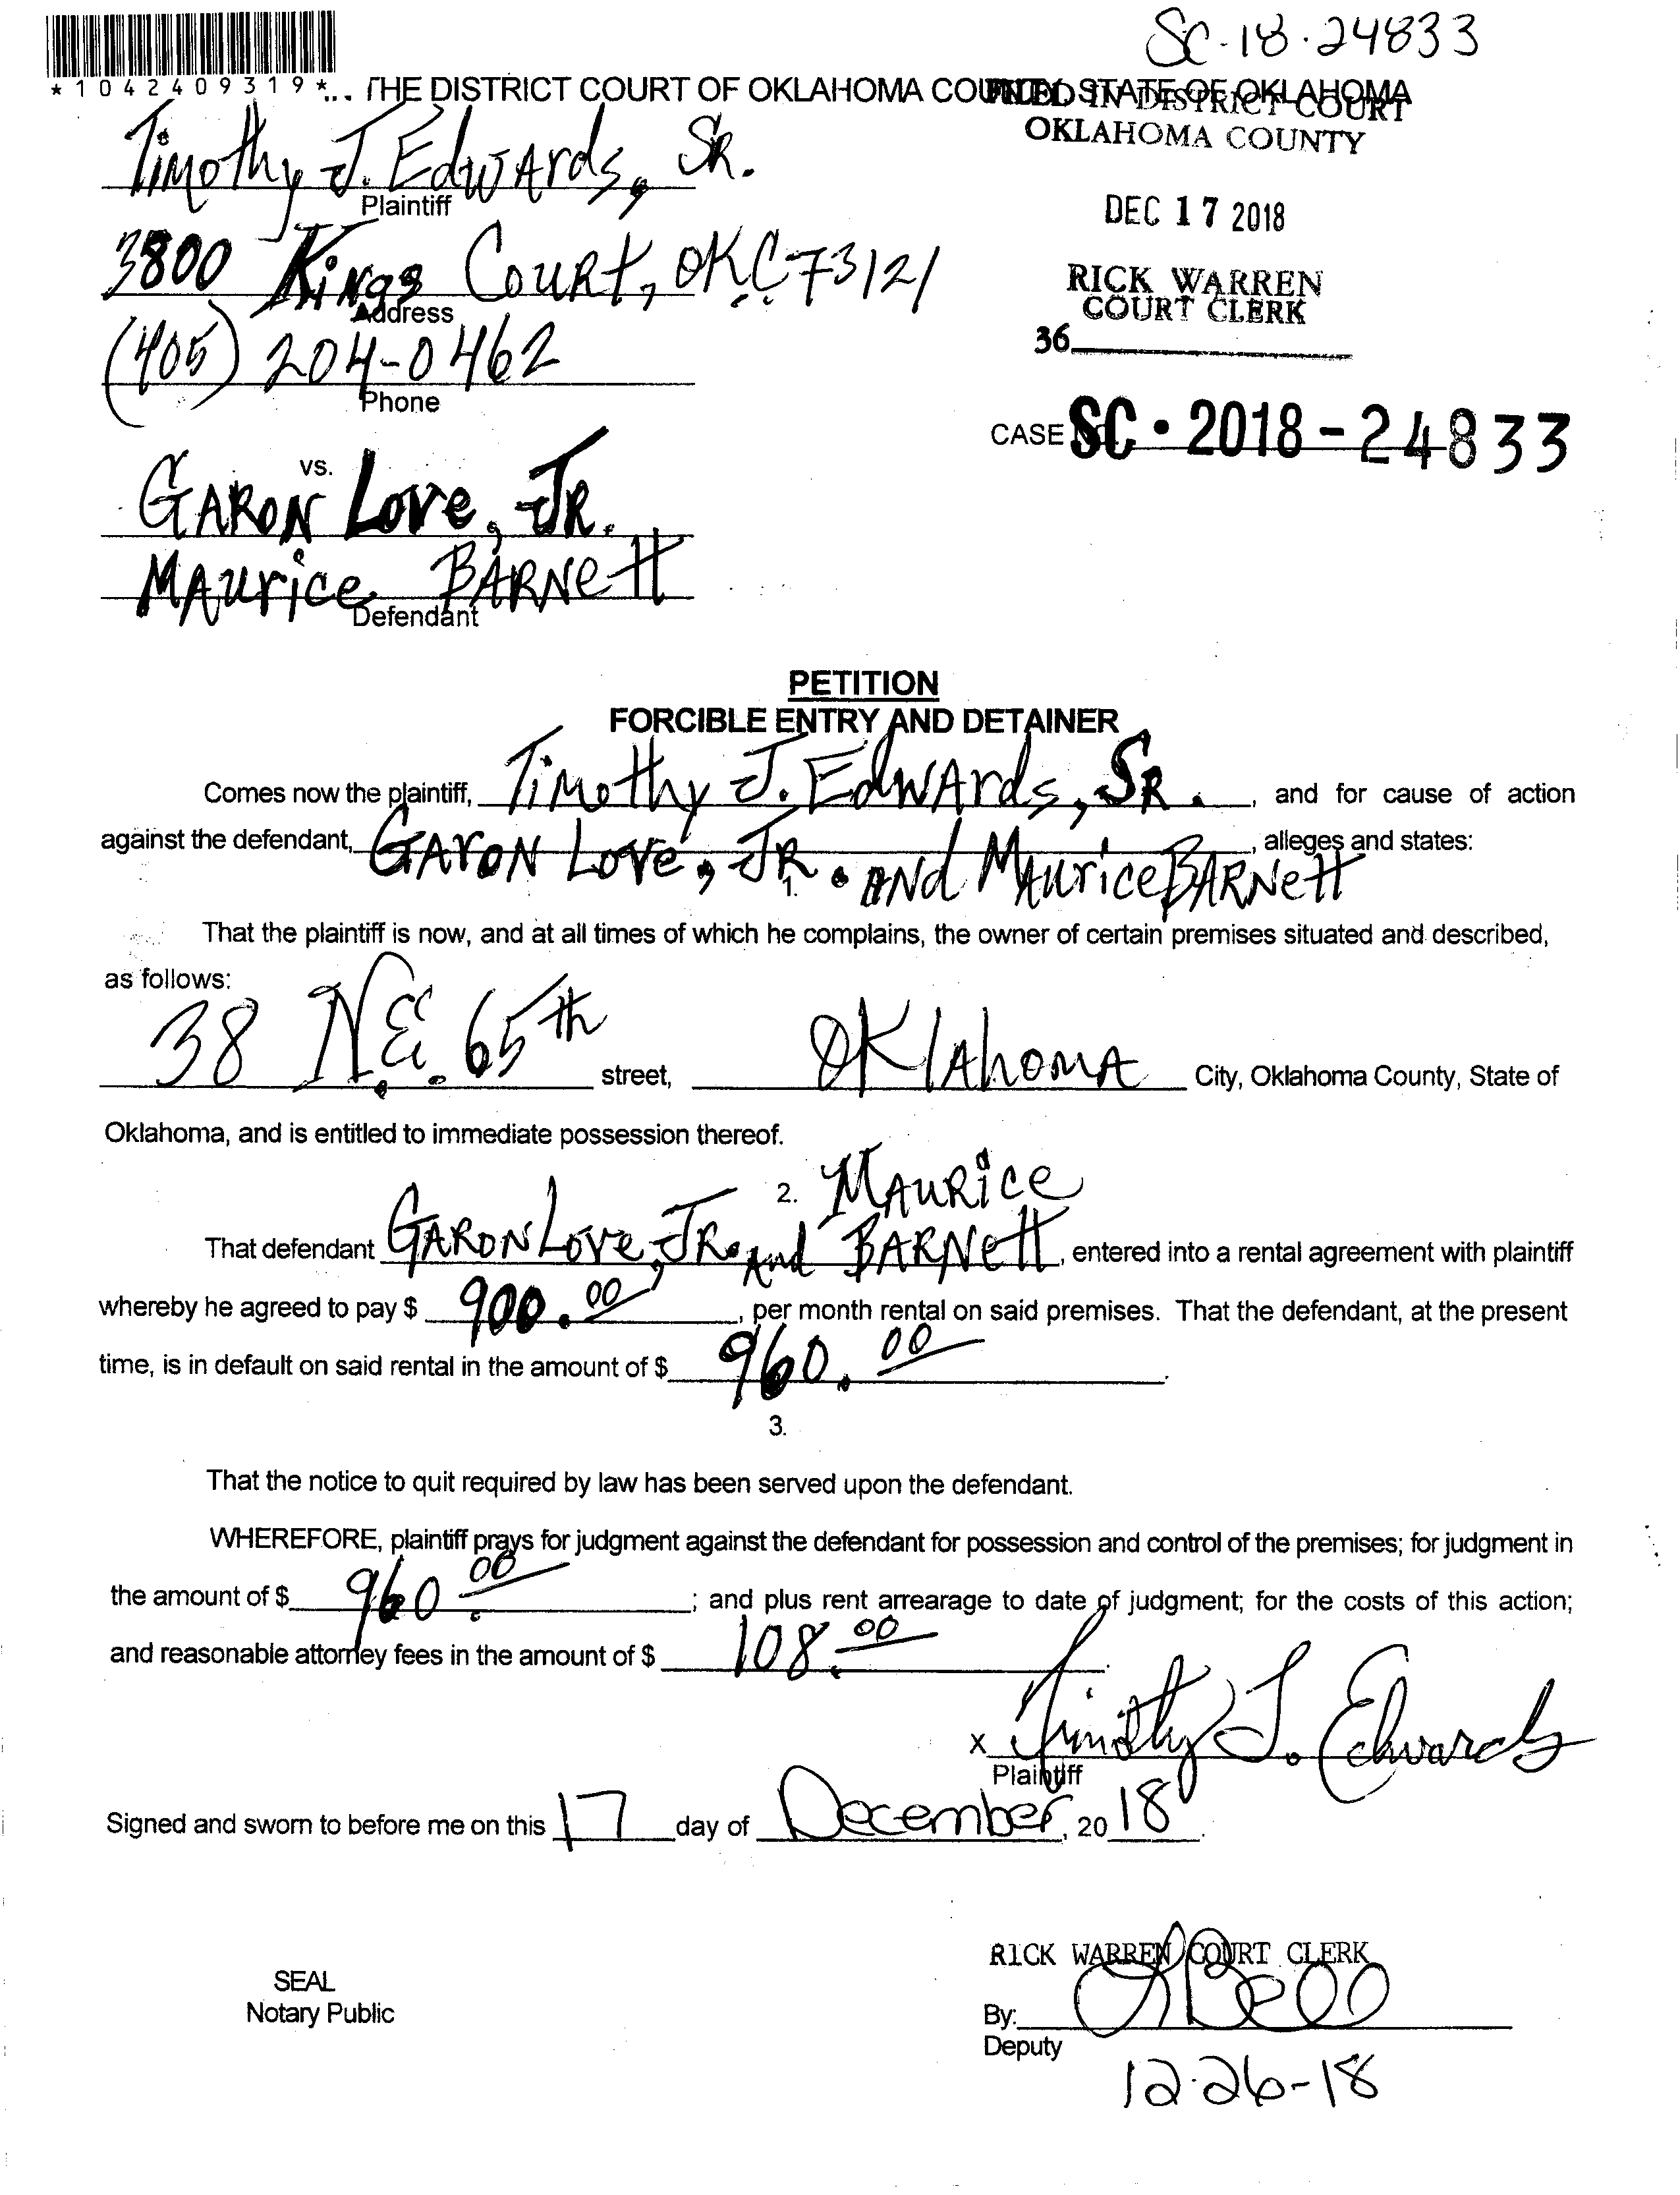 SC-18-24833
*1042409319*
THE DISTRICT COURT OF OKLAHOMA COUNTY, STATE OF OKLAHOMA
FILED IN DISTRICT COURT
OKLAHOMA COUNTY
Timothy J. Edwards, SR.
Plaintiff
DEC 17 2018
3800 Kings Court, OKC. 73121
Address
RICK WARREN
COURT CLERK
36
(405) 204-0462
Phone
CASE NO. SC - 2018 - 24833
vs.
GARON Love, JR.
MAurice BARNett
Defendant
PETITION
FORCIBLE ENTRY AND DETAINER
Comes now the plaintiff, Timothy J. Edwards, SR., and for cause of action
against the defendant, GARON Love, JR. ANd MAurice BARNett, alleges and states:
1.
That the plaintiff is now, and at all times of which he complains, the owner of certain premises situated and described,
as follows:
38 N.E. 65th street, OKlAhomA City, Oklahoma County, State of
Oklahoma, and is entitled to immediate possession thereof.
2.
That defendant GARON Love, JR. And MAuRice BARNett, entered into a rental agreement with plaintiff
whereby he agreed to pay $ 900.00, per month rental on said premises. That the defendant, at the present
time, is in default on said rental in the amount of $ 960.00.
3.
That the notice to quit required by law has been served upon the defendant.
WHEREFORE, plaintiff prays for judgment against the defendant for possession and control of the premises; for judgment in
the amount of $ 960.00; and plus rent arrearage to date of judgment; for the costs of this action;
and reasonable attorney fees in the amount of $ 108.00.
X Timothy J. Edwards
Plaintiff
Signed and sworn to before me on this 17 day of December, 20 18.
RICK WARREN COURT CLERK
SEAL
Notary Public
By:
Deputy
12-26-18